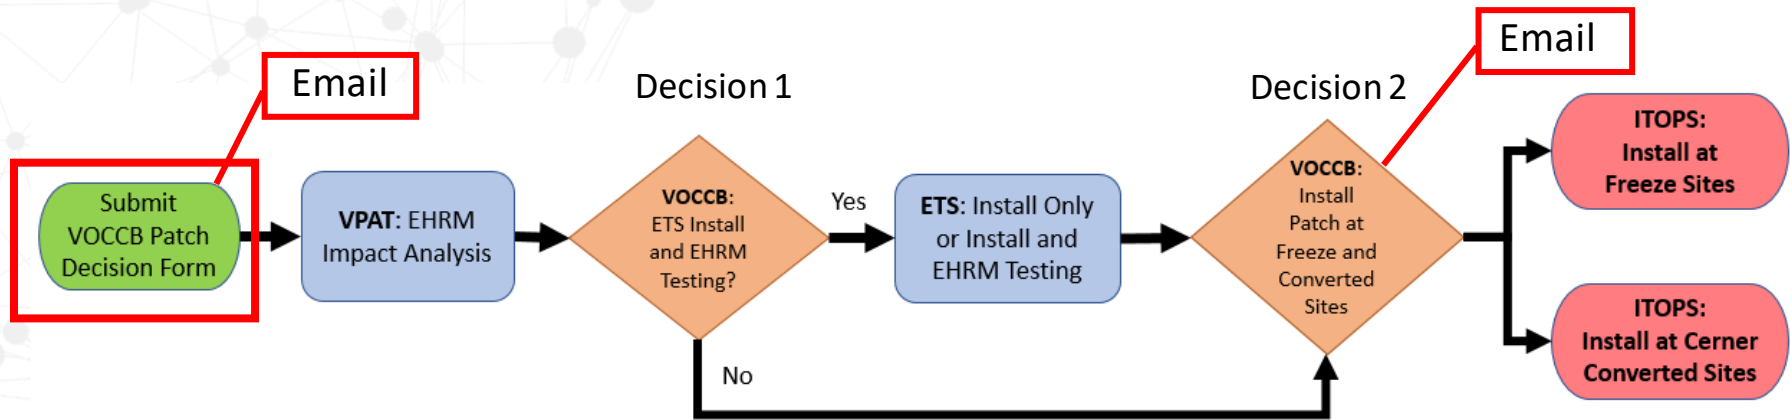 Email
Submit
VOCCB Patch
Decision Form
VPAT: EHRM
Impact Analysis
Decision 1
VOCCB:
ETS Install
and EHRM
Testing?
Yes
No
ETS: Install Only
or Install and
EHRM Testing
Decision 2
Email
VOCCB:
Install
Patch at
Freeze and
Converted
Sites
ITOPS:
Install at
Freeze Sites
ITOPS:
Install at Cerner
Converted Sites